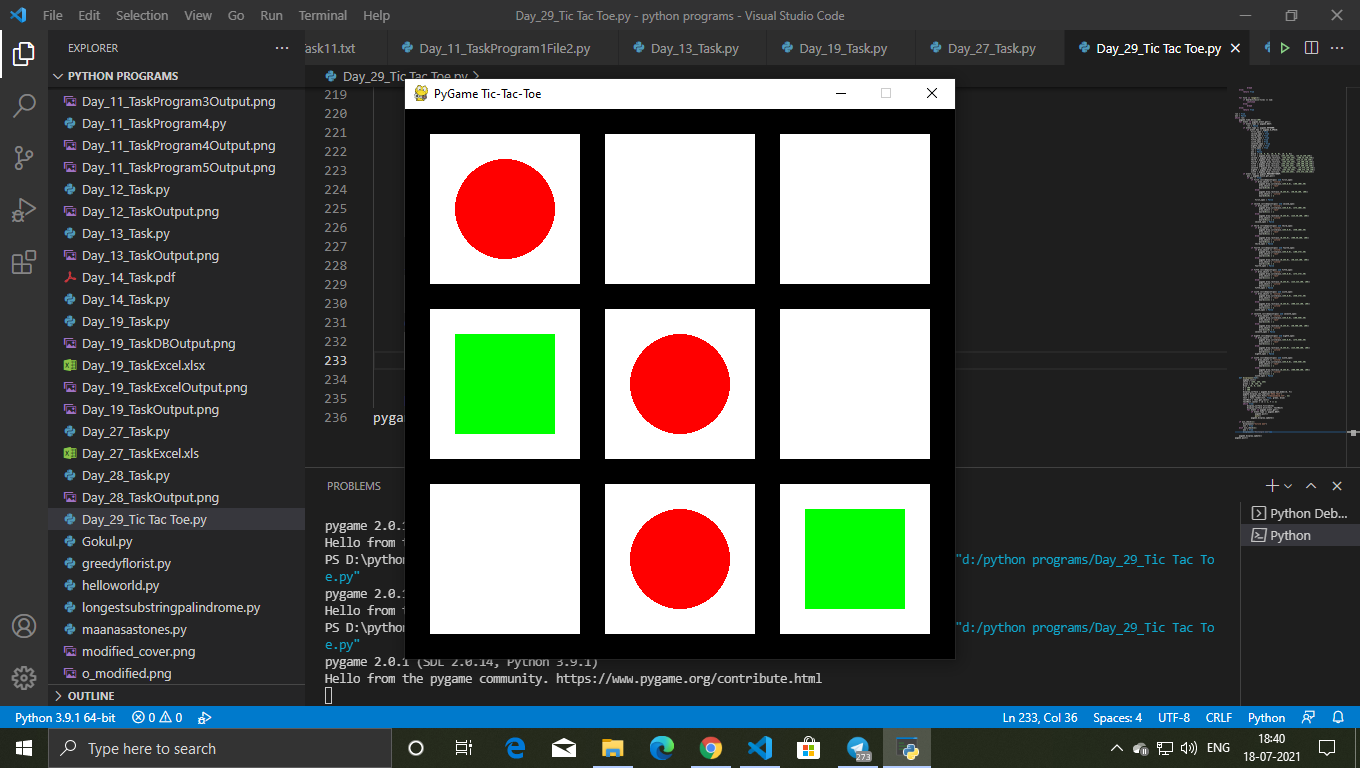 File Edit Selection View Go Run Terminal Help
Day_29_Tic Tac Toe.py - python programs - Visual Studio Code
EXPLORER
Task11.txt
Day_11_TaskProgram1File2.py
Day_13_Task.py
Day_19_Task.py
Day_27_Task.py
Day_29_Tic Tac Toe.py
PYTHON PROGRAMS
Day_29_Tic Tac Toe.py
Day_11_TaskProgram3Output.png
Day_11_TaskProgram4.py
Day_11_TaskProgram4Output.png
Day_11_TaskProgram5Output.png
Day_12_Task.py
Day_12_TaskOutput.png
Day_13_Task.py
Day_13_TaskOutput.png
Day_14_Task.pdf
Day_14_Task.py
Day_19_Task.py
Day_19_TaskDBOutput.png
Day_19_TaskExcel.xlsx
Day_19_TaskExcelOutput.png
Day_19_TaskOutput.png
Day_27_Task.py
Day_27_TaskExcel.xls
Day_28_Task.py
Day_28_TaskOutput.png
Day_29_Tic Tac Toe.py
Gokul.py
greedyflorist.py
helloworld.py
longestsubstringpalindrome.py
maanasastones.py
modified_cover.png
o_modified.png
OUTLINE
219
220
221
222
223
224
225
226
227
228
229
230
231
232
233
234
235
236 pyga
PyGame Tic-Tac-Toe
PROBLEMS
pygame 2.0.1
Hello from t
PS D:\python "d:/python programs/Day_29_Tic Tac To
e.py"
pygame 2.0.1
Hello from t
PS D:\python "d:/python programs/Day_29_Tic Tac To
e.py"
pygame 2.0.1 (SDL 2.0.14, Python 3.9.1)
Hello from the pygame community. https://www.pygame.org/contribute.html
Python Deb...
Python
Python 3.9.1 64-bit 0 0
Ln 233, Col 36 Spaces: 4 UTF-8 CRLF Python
Type here to search
273
ENG
18:40
18-07-2021